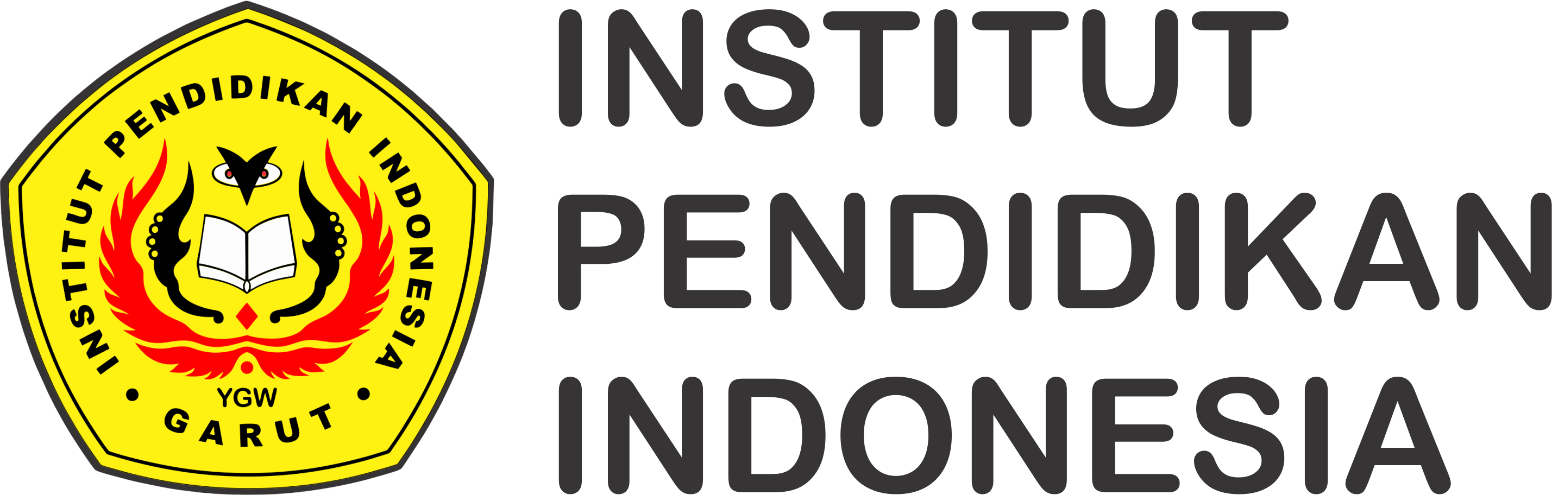 INSTITUT PENDIDIKAN INDONESIA
YGW
• GARUT •
INSTITUT
PENDIDIKAN
INDONESIA